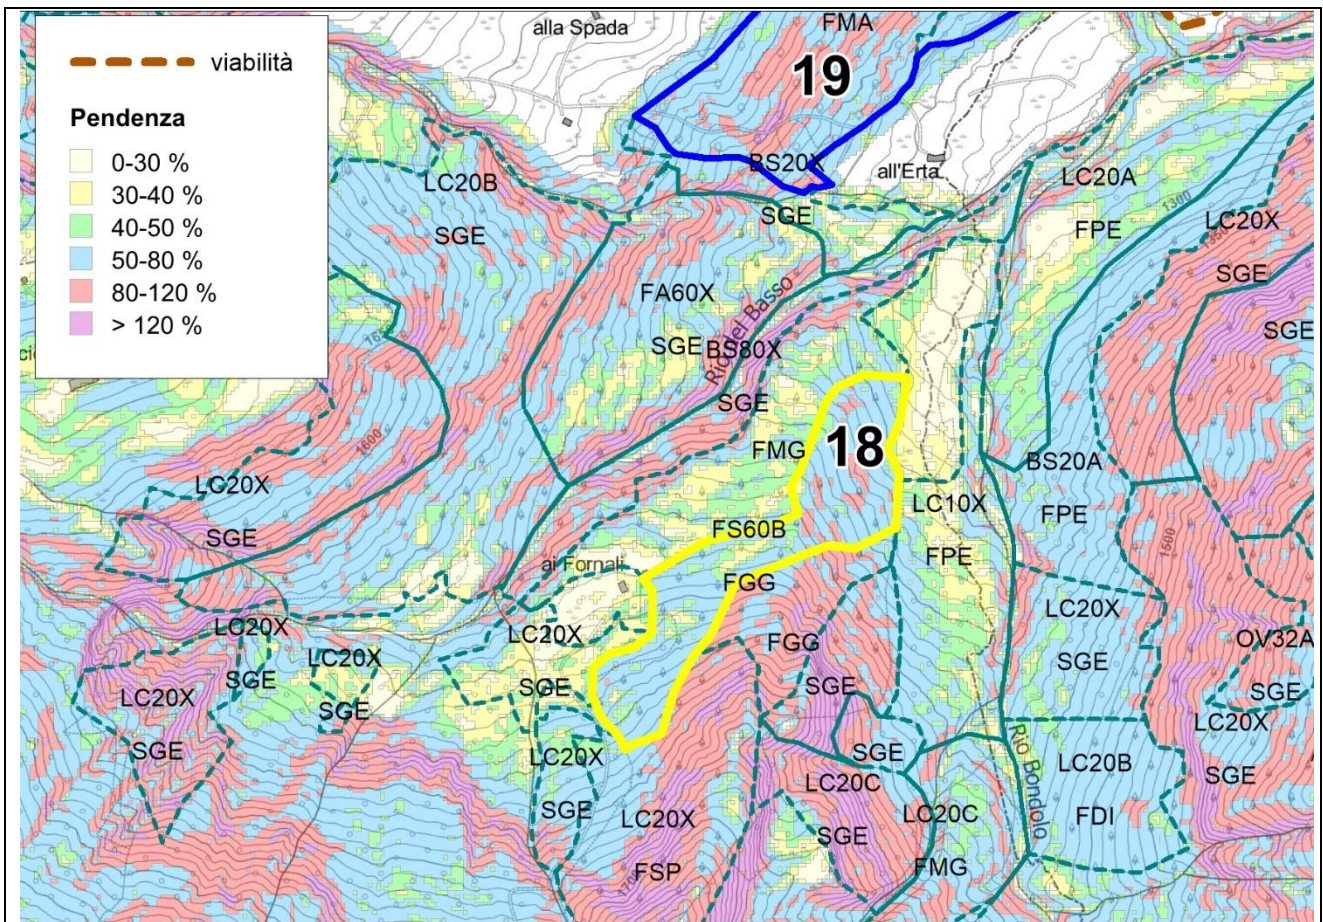 viabilità
Pendenza
0-30 %
30-40 %
40-50 %
50-80 %
80-120 %
> 120 %
alla Spada
FMA
19
BS20X
all'Erta
SGE
LC20B
SGE
LC20A
FPE
1300
LC20X
1350
SGE
SGE
FA60X
SGE
BS80X
Rio del Basso
SGE
1600
LC20X
SGE
FMG
18
FS60B
BS20A
FPE
LC10X
FPE
1500
ai Fornali
FGG
LC20X
SGE
LC20X
SGE
LC20X
SGE
LC20X
SGE
LC20X
SGE
FGG
SGE
SGE
LC20X
SGE
OV32A
SGE
LC20X
SGE
LC20X
SGE
LC20C
SGE
LC20C
FMG
Rio Bondolo
LC20B
FDI
LC20X
FSP
1700